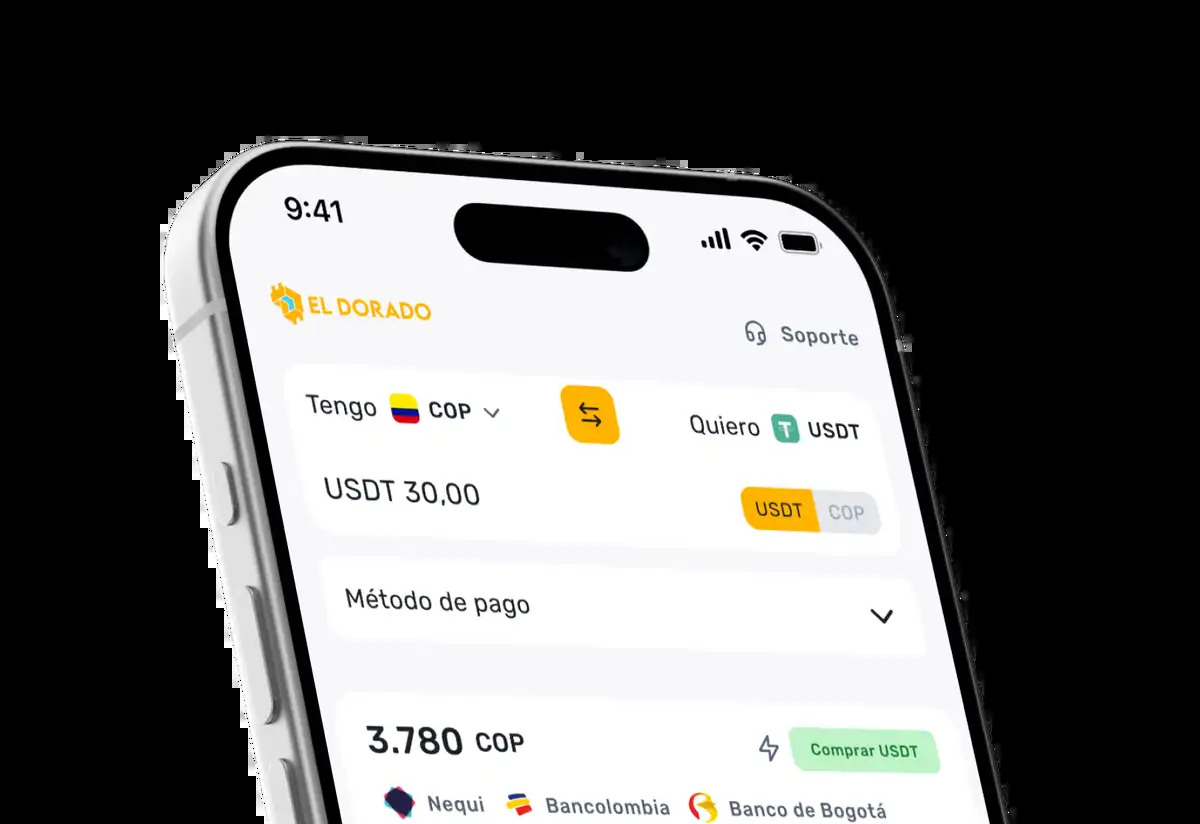 9:41
EL DORADO
Soporte
Tengo COP
Quiero T USDT
USDT 30,00
USDT COP
Método de pago
3.780 COP
Comprar USDT
Nequi Bancolombia Banco de Bogotá